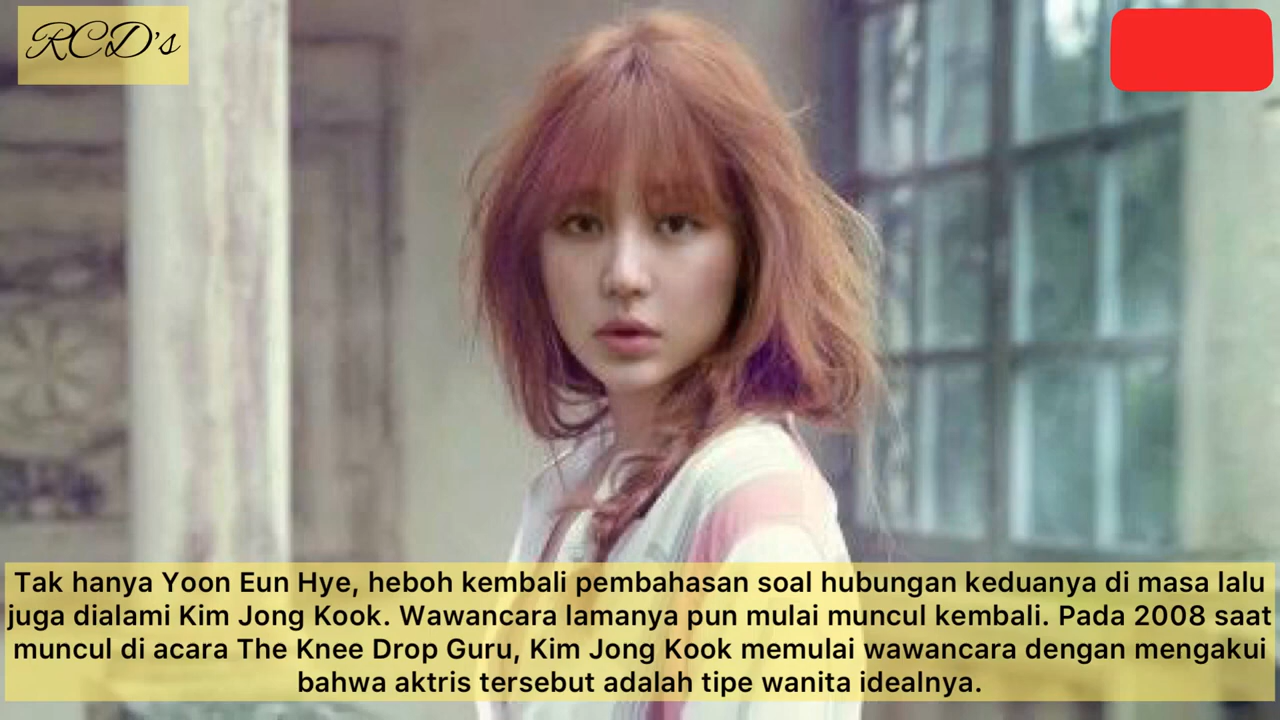 RCD's
Tak hanya Yoon Eun Hye, heboh kembali pembahasan soal hubungan keduanya di masa lalu
juga dialami Kim Jong Kook. Wawancara lamanya pun mulai muncul kembali. Pada 2008 saat
muncul di acara The Knee Drop Guru, Kim Jong Kook memulai wawancara dengan mengakui
bahwa aktris tersebut adalah tipe wanita idealnya.